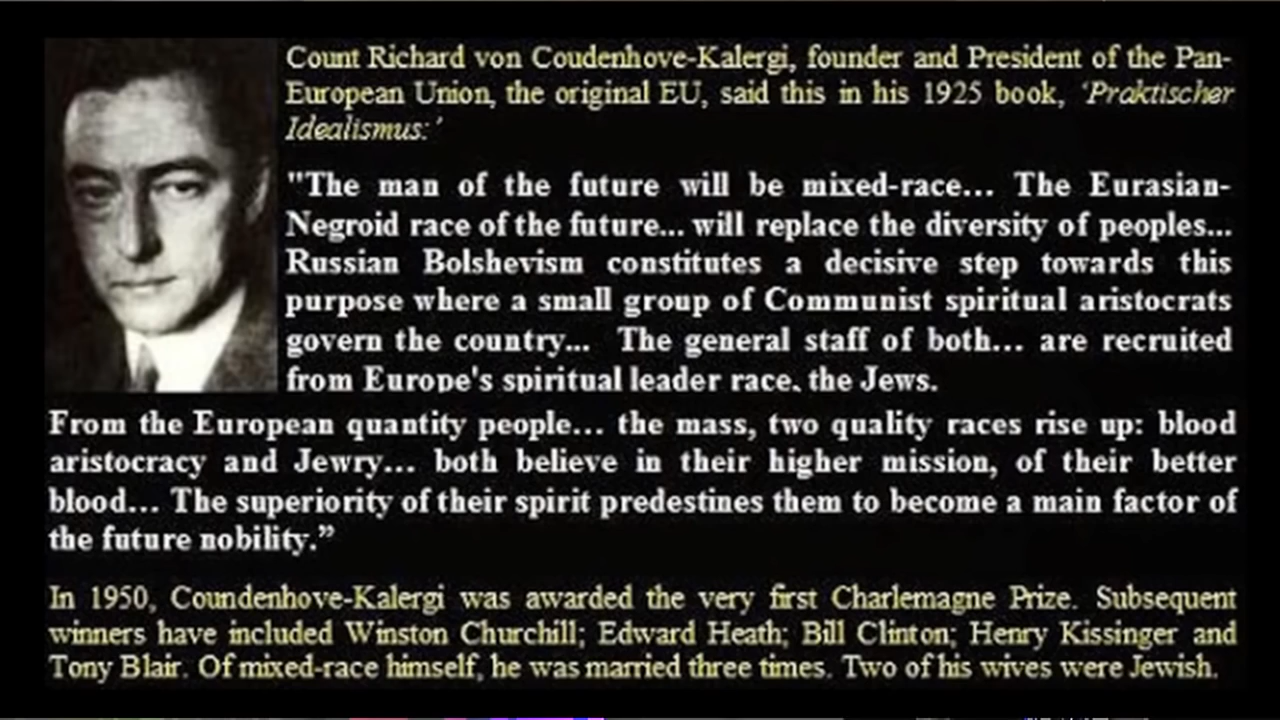 Count Richard von Coudenhove-Kalergi, founder and President of the Pan-
European Union, the original EU, said this in his 1925 book, ‘Praktischer
Idealismus:’
"The man of the future will be mixed-race... The Eurasian-
Negroid race of the future... will replace the diversity of peoples...
Russian Bolshevism constitutes a decisive step towards this
purpose where a small group of Communist spiritual aristocrats
govern the country... The general staff of both... are recruited
from Europe's spiritual leader race, the Jews.
From the European quantity people... the mass, two quality races rise up: blood
aristocracy and Jewry... both believe in their higher mission, of their better
blood... The superiority of their spirit predestines them to become a main factor of
the future nobility.”
In 1950, Coundenhove-Kalergi was awarded the very first Charlemagne Prize. Subsequent
winners have included Winston Churchill; Edward Heath; Bill Clinton; Henry Kissinger and
Tony Blair. Of mixed-race himself, he was married three times. Two of his wives were Jewish.